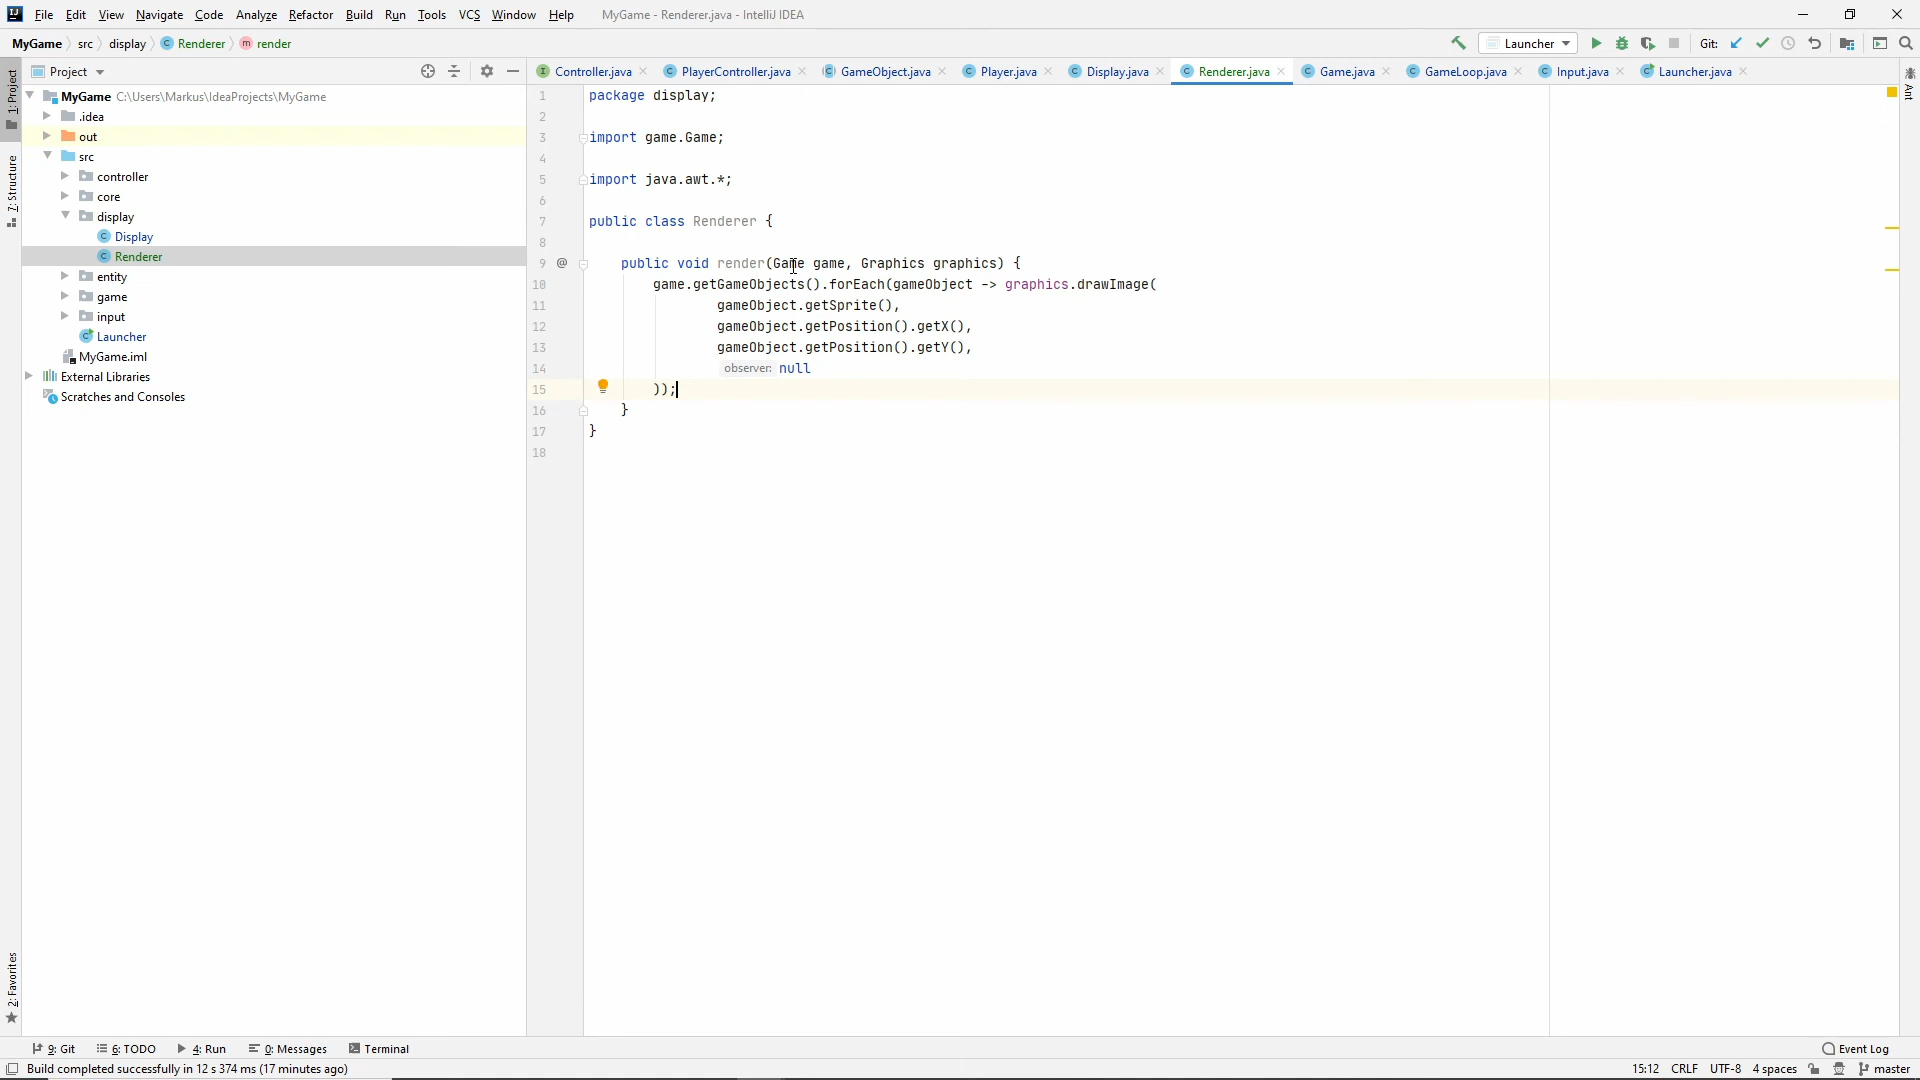 File Edit View Navigate Code Analyze Refactor Build Run Tools VCS Window Help MyGame - Renderer.java - IntelliJ IDEA
MyGame src display Renderer render Launcher Git:
Project
Controller.java PlayerController.java GameObject.java Player.java Display.java Renderer.java Game.java GameLoop.java Input.java Launcher.java
1: Project
7: Structure
2: Favorites
Ant
MyGame C:\Users\Markus\IdeaProjects\MyGame
.idea
out
src
controller
core
display
Display
Renderer
entity
game
input
Launcher
MyGame.iml
External Libraries
Scratches and Consoles
1 package display;
2
3 import game.Game;
4
5 import java.awt.*;
6
7 public class Renderer {
8
9 @ public void render(Game game, Graphics graphics) {
10 game.getGameObjects().forEach(gameObject -> graphics.drawImage(
11 gameObject.getSprite(),
12 gameObject.getPosition().getX(),
13 gameObject.getPosition().getY(),
14 observer: null
15 ));
16 }
17 }
18
9: Git 6: TODO 4: Run 0: Messages Terminal Event Log
Build completed successfully in 12 s 374 ms (17 minutes ago) 15:12 CRLF UTF-8 4 spaces master